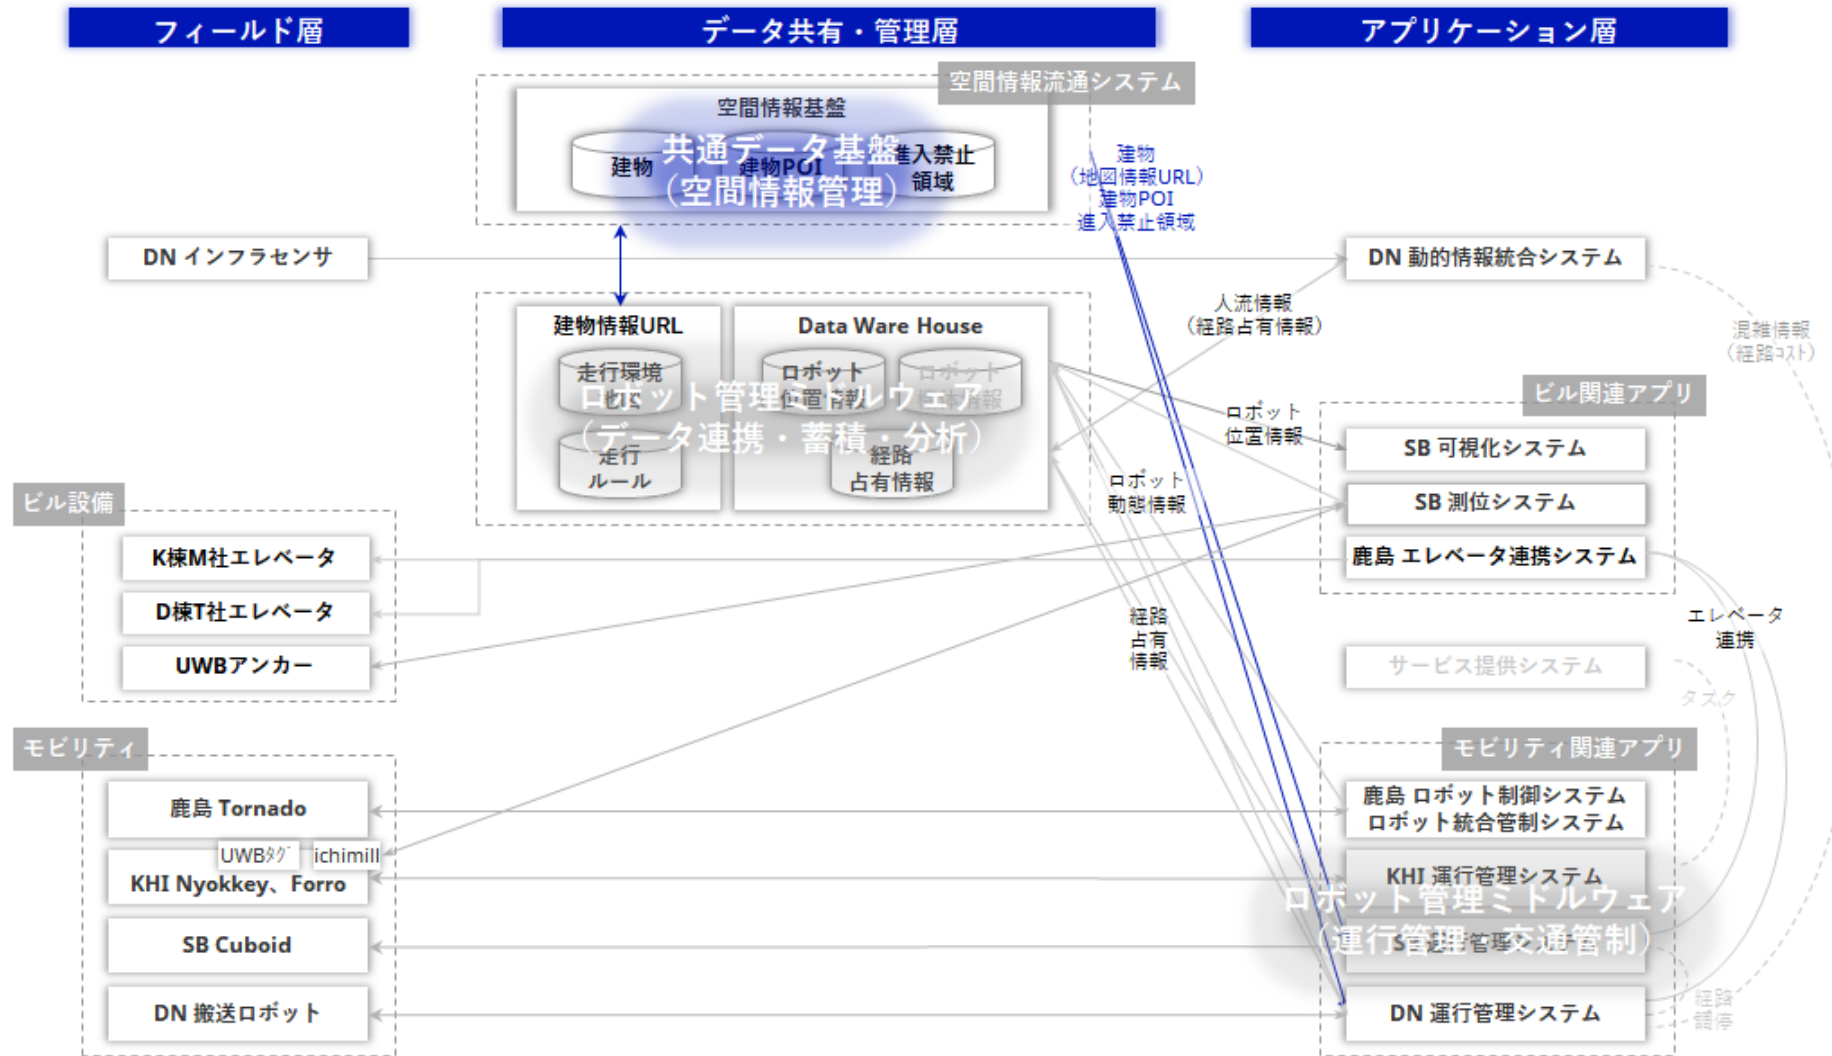 フィールド層
データ共有・管理層
アプリケーション層
空間情報流通システム
空間情報基盤
共通データ基盤
(空間情報管理)
建物
建物POI
進入禁止
領域
建物
(地図情報URL)
建物POI
進入禁止領域
DN インフラセンサ
DN 動的情報統合システム
人流情報
(経路占有情報)
混雑情報
(経路ｺｽﾄ)
建物情報URL
Data Ware House
走行環境
地図
ロボット
位置情報
ロボット
走行
ルール
経路
占有情報
ロボット管理ミドルウェア
(データ連携・蓄積・分析)
ロボット
位置情報
ロボット
動態情報
ビル関連アプリ
SB 可視化システム
SB 測位システム
鹿島 エレベータ連携システム
ビル設備
K棟M社エレベータ
D棟T社エレベータ
UWBアンカー
経路
占有
情報
エレベータ
連携
サービス提供システム
タスク
モビリティ
鹿島 Tornado
UWBﾀｸﾞ
ichimill
KHI Nyokkey、Forro
SB Cuboid
DN 搬送ロボット
モビリティ関連アプリ
鹿島 ロボット制御システム
ロボット統合管制システム
KHI 運行管理システム
ロボット管理ミドルウェア
(運行管理・交通管制)
DN 運行管理システム
経路
調停